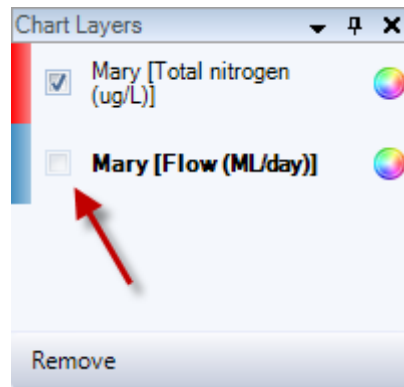 Chart Layers
Mary [Total nitrogen
(ug/L)]
Mary [Flow (ML/day)]
Remove